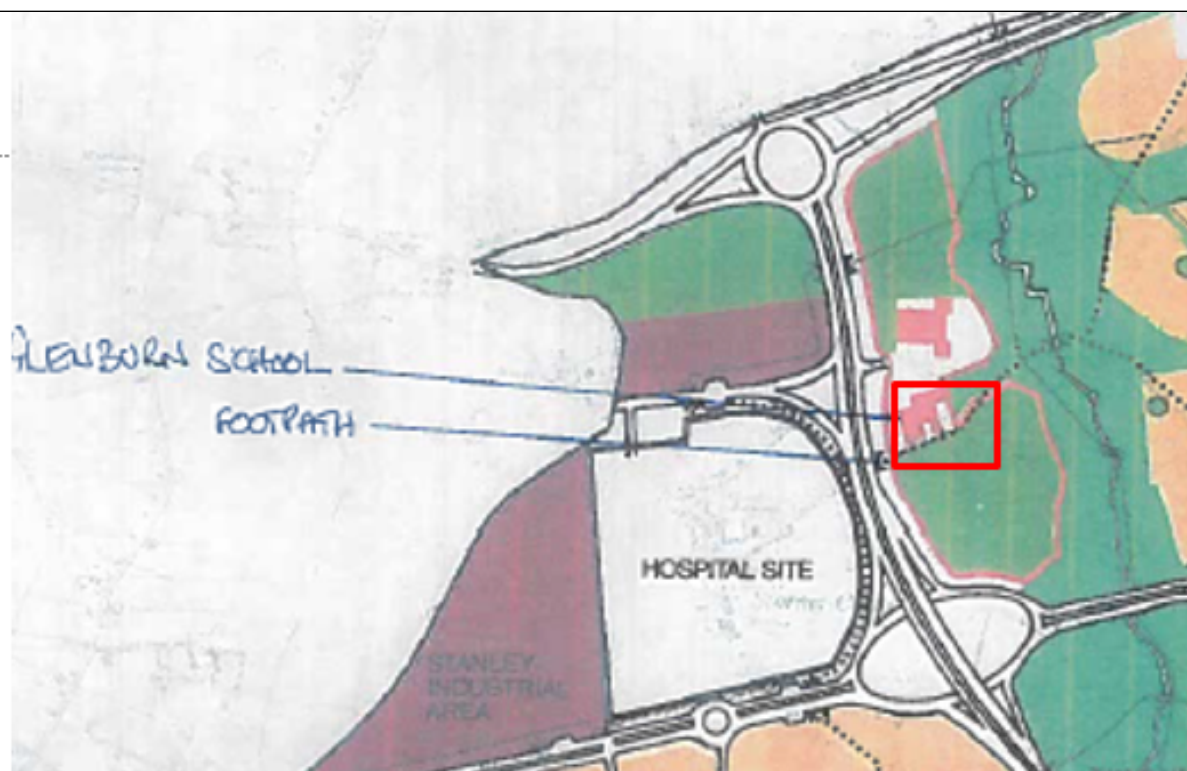 GLENBURN SCHOOL
FOOTPATH
HOSPITAL SITE
STANLEY
INDUSTRIAL
AREA